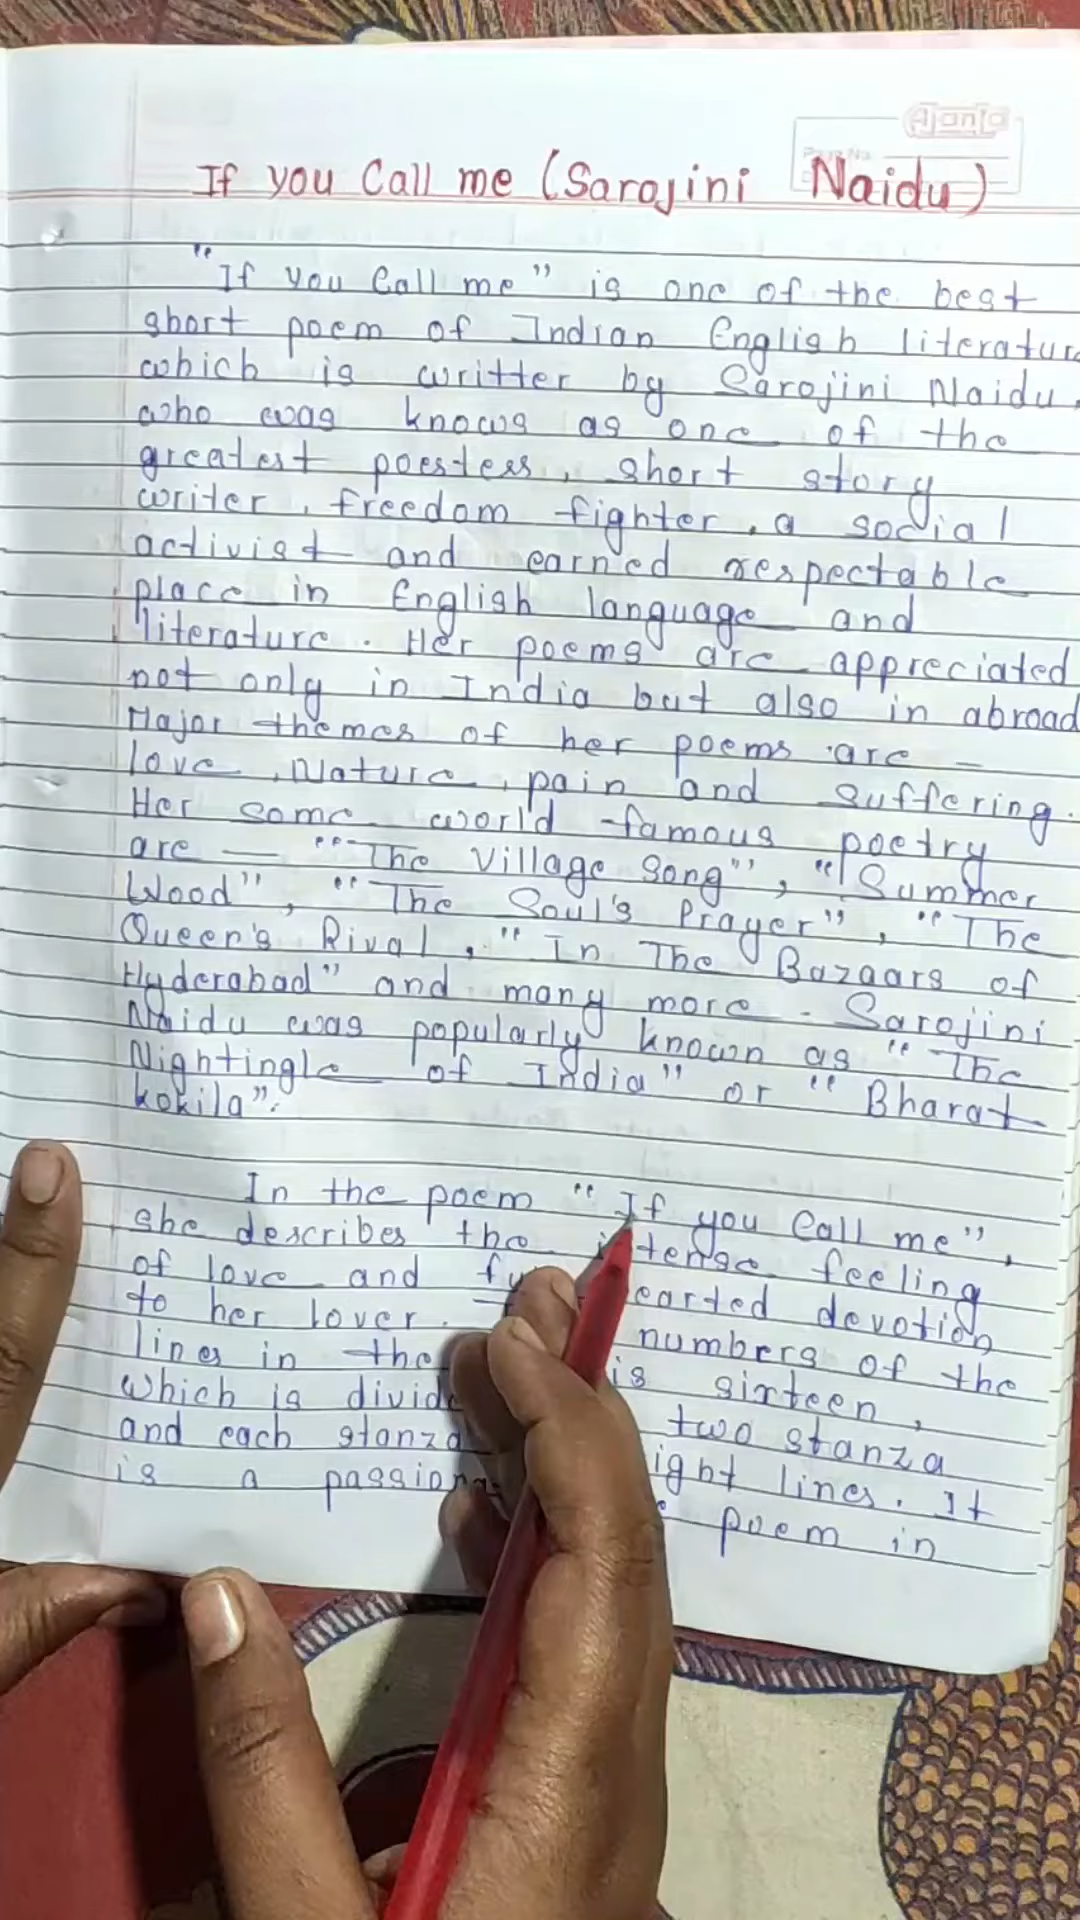 Ajanta
Page No.
If you Call me (Sarojini Naidu)
"If you Call me" is one of the best
short poem of Indian English literature
which is writter by Sarojini Naidu,
who was knows as one of the
greatest poestess, short story
writer, freedom fighter, a social
activist and earned respectable
place in English language and
literature. Her poems are appreciated
not only in India but also in abroad
Major themes of her poems are —
love, Nature, pain and suffering.
Her some world-famous poetry
are — "The Village Song", "Summer
Wood", "The Soul's Prayer", "The
Queen's Rival, "In The Bazaars of
Hyderabad" and many more. Sarojini
Naidu was popularly known as "The
Nightingle of India" or "Bharat
kokila".
In the poem "If you Call me",
she describes the intense feeling
of love and earted devotion
to her lover. numbers of the
lines in the is sixteen,
which is divide two stanza
and each stanza ight lines. It
is a passion poem in